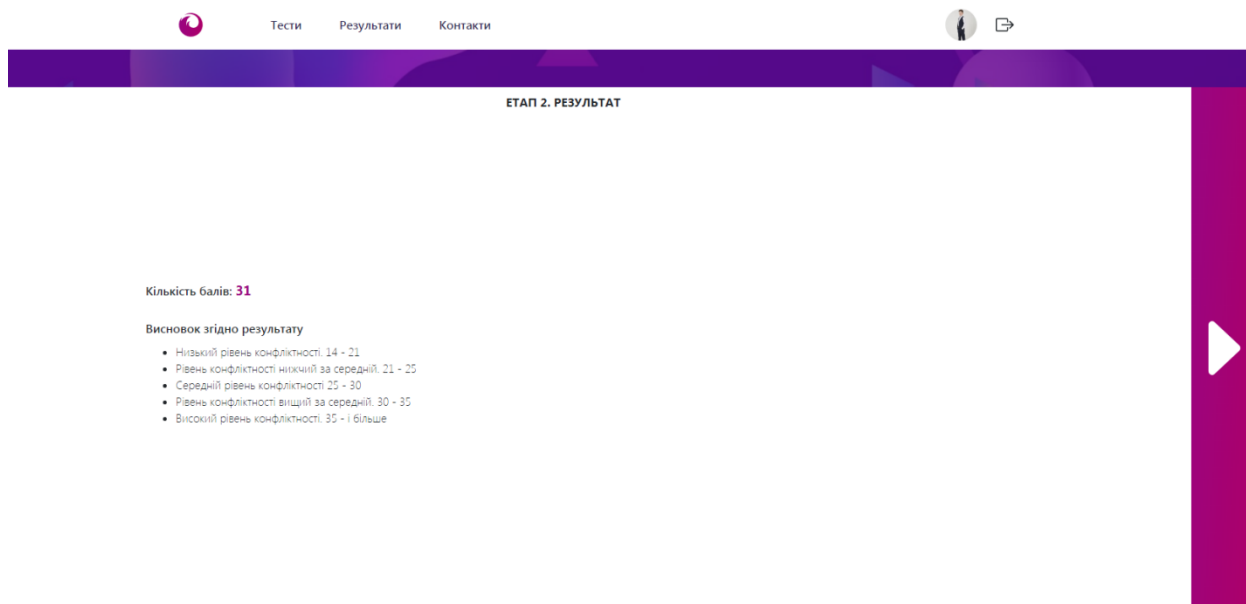 Тести Результати Контакти
ЕТАП 2. РЕЗУЛЬТАТ
Кількість балів: 31
Висновок згідно результату
Низький рівень конфліктності. 14 - 21
Рівень конфліктності нижчий за середній. 21 - 25
Середній рівень конфліктності 25 - 30
Рівень конфліктності вищий за середній. 30 - 35
Високий рівень конфліктності. 35 - і більше